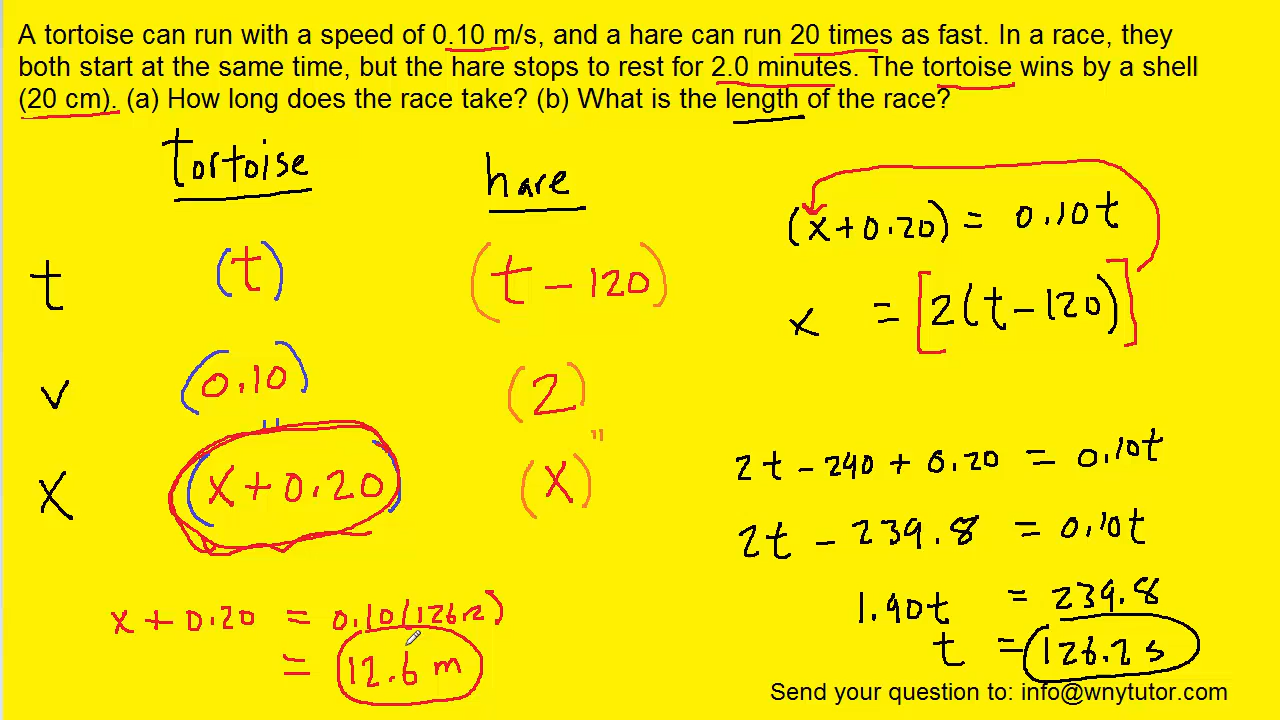 A tortoise can run with a speed of 0.10 m/s, and a hare can run 20 times as fast. In a race, they
both start at the same time, but the hare stops to rest for 2.0 minutes. The tortoise wins by a shell
(20 cm). (a) How long does the race take? (b) What is the length of the race?
tortoise hare
t (t) (t - 120)
v (0.10) (2)
x (x + 0.20) (x)
x + 0.20 = 0.10(126.2)
= 12.6 m
(x + 0.20) = 0.10t
x = [2(t - 120)]
2t - 240 + 0.20 = 0.10t
2t - 239.8 = 0.10t
1.90t = 239.8
t = 126.2 s
Send your question to: info@wnytutor.com